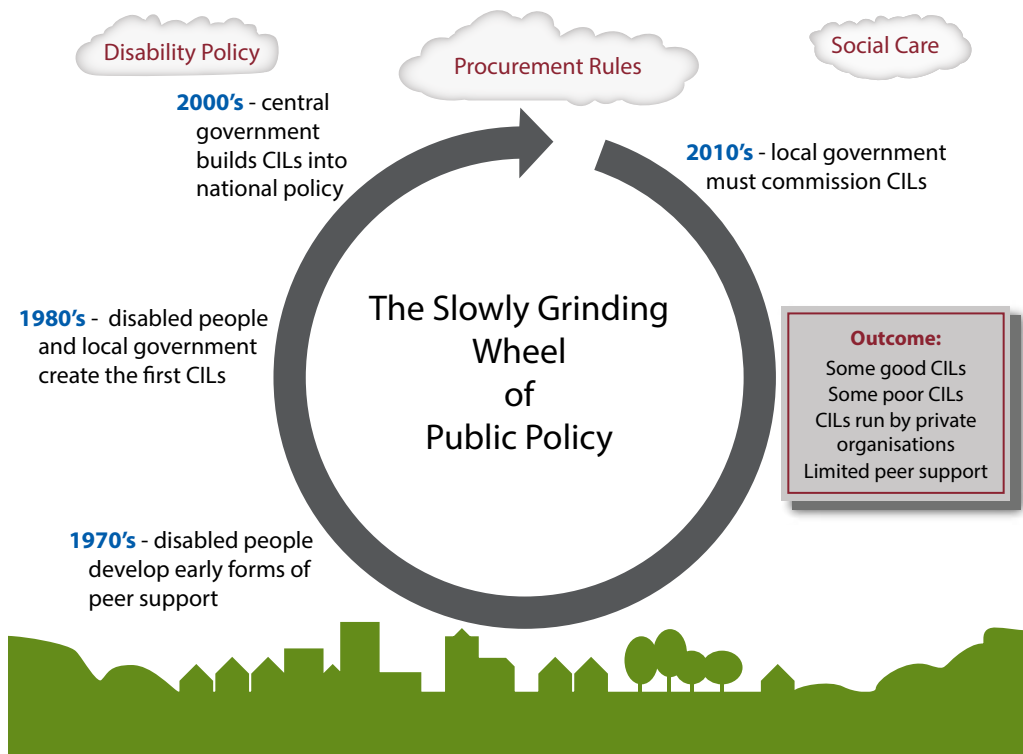 Disability Policy
Procurement Rules
Social Care
2000's - central
government
builds CILs into
national policy
2010's - local government
must commission CILs
The Slowly Grinding
Wheel
of
Public Policy
1980's -  disabled people
and local government
create the first CILs
Outcome:
Some good CILs
Some poor CILs
CILs run by private
organisations
Limited peer support
1970's - disabled people
develop early forms of
peer support